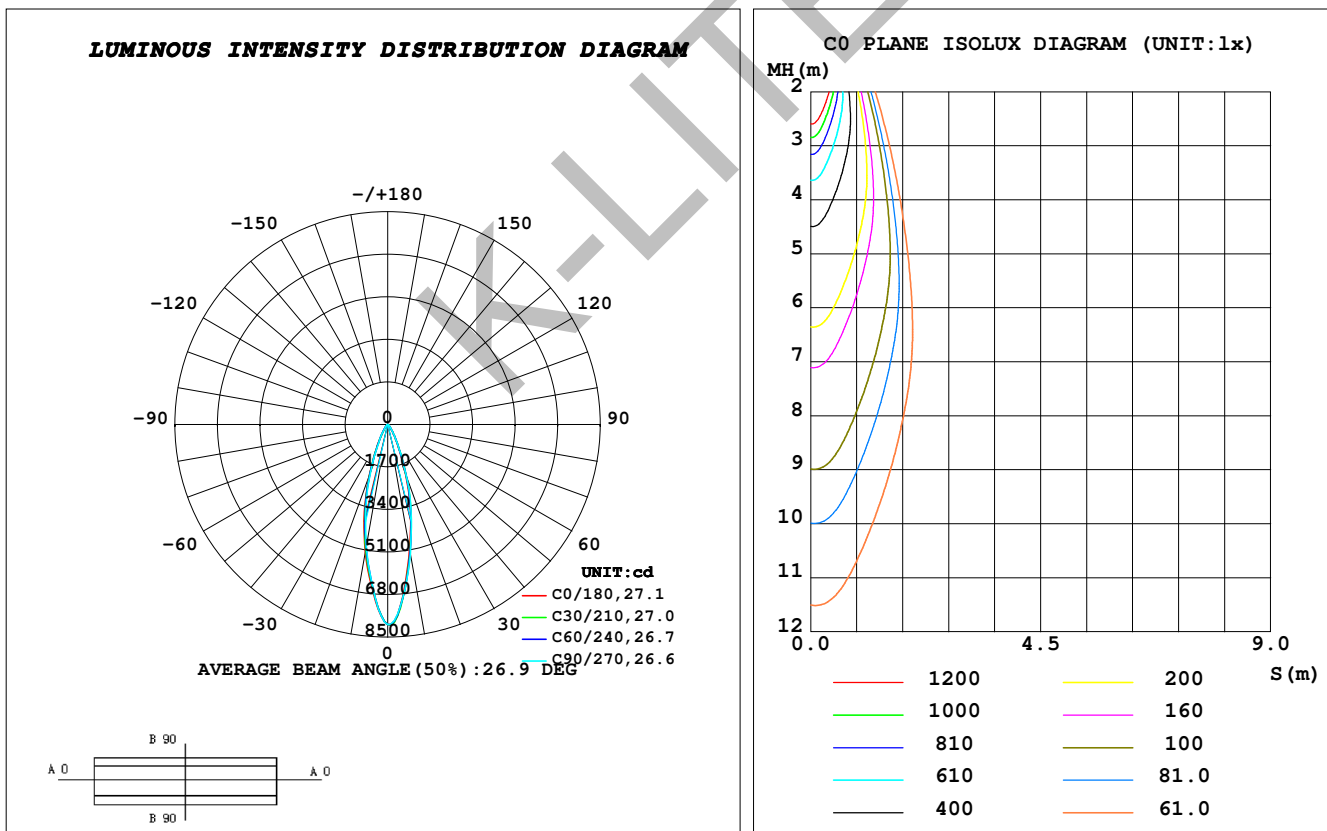 LUMINOUS INTENSITY DISTRIBUTION DIAGRAM
-/+180
-150
150
-120
120
-90
90
-60
60
-30
30
0
0
1700
3400
5100
6800
8500
UNIT:cd
C0/180,27.1
C30/210,27.0
C60/240,26.7
C90/270,26.6
AVERAGE BEAM ANGLE(50%):26.9 DEG
B 90
A 0
A 0
B 90
C0 PLANE ISOLUX DIAGRAM (UNIT:lx)
MH(m)
2
3
4
5
6
7
8
9
10
11
12
0.0
4.5
9.0
S(m)
1200
200
1000
160
810
100
610
81.0
400
61.0
K-LITE